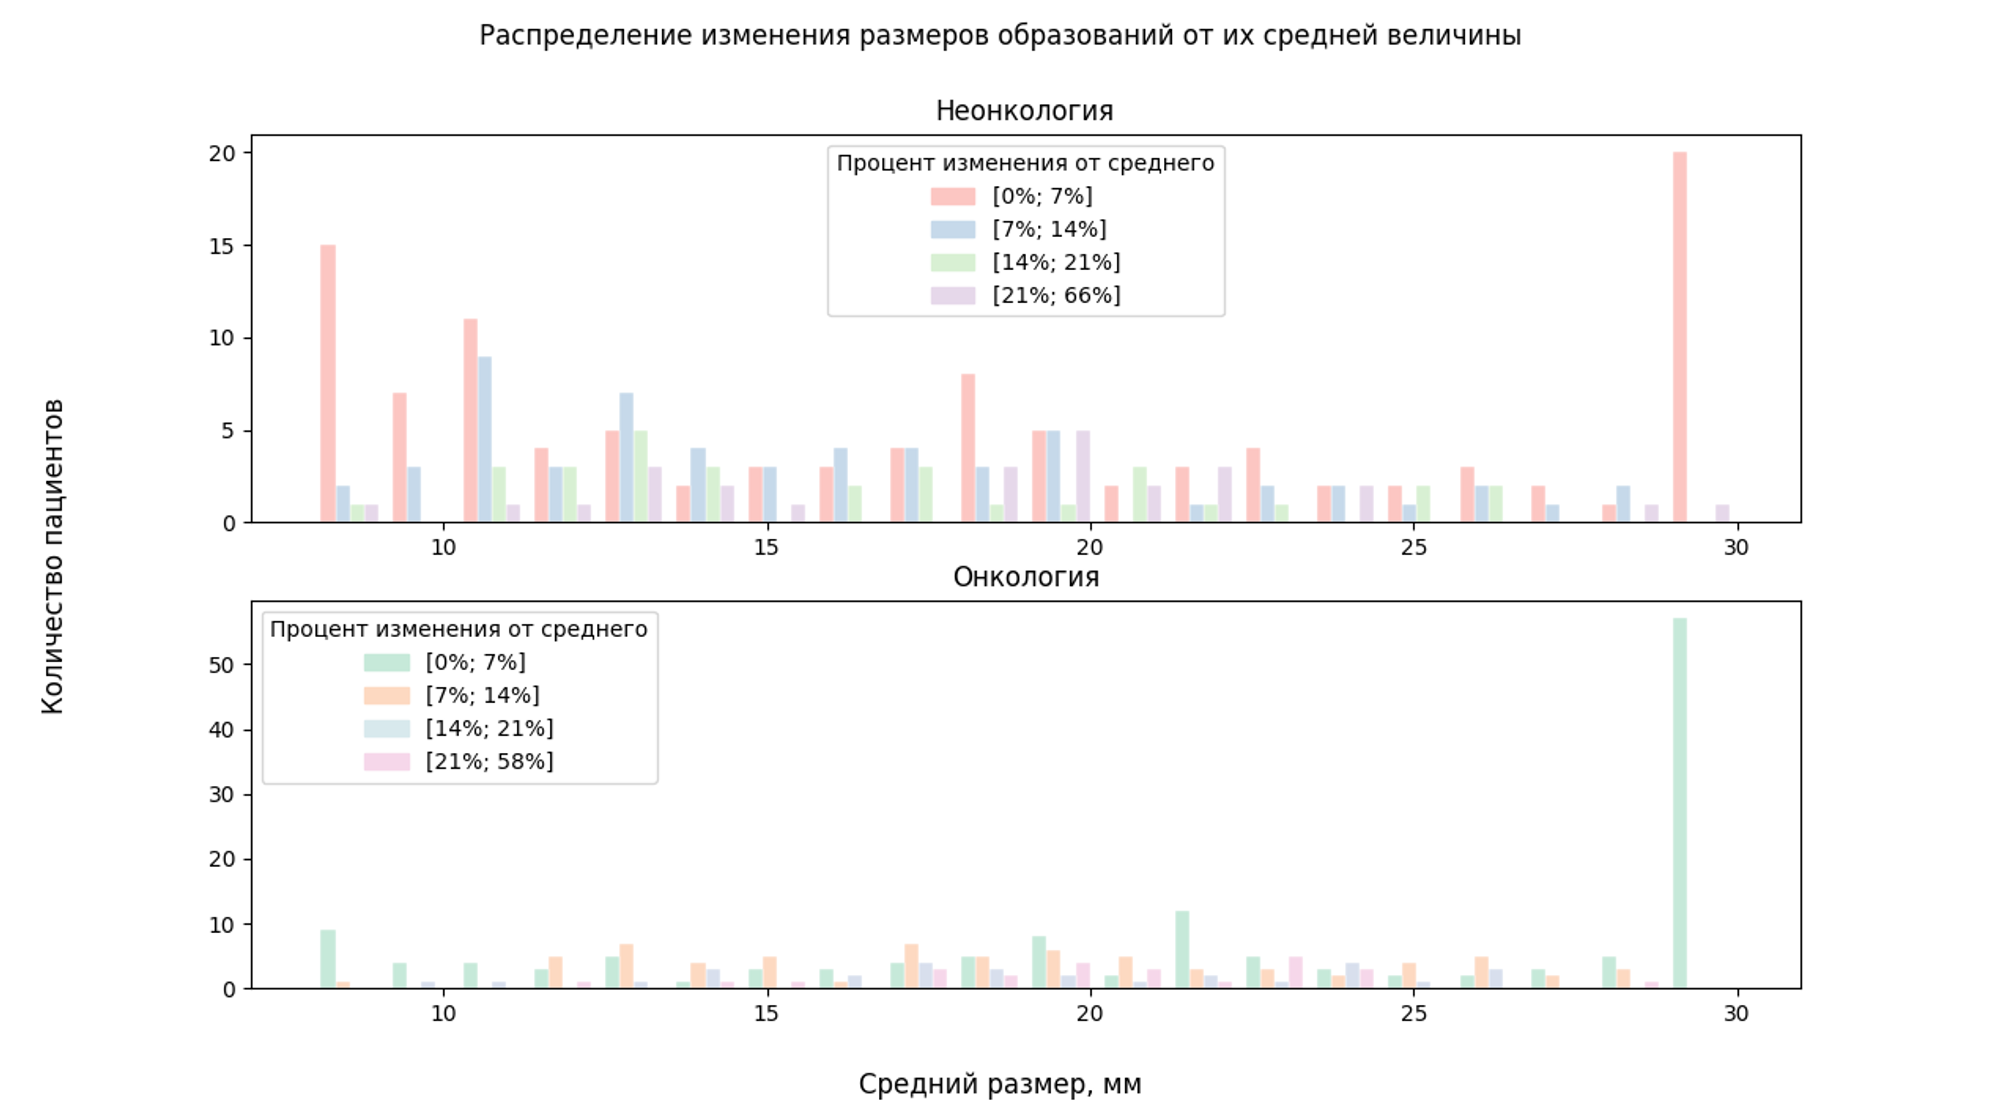 Распределение изменения размеров образований от их средней величины
Неонкология
Процент изменения от среднего
[0%; 7%]
[7%; 14%]
[14%; 21%]
[21%; 66%]
20
15
10
5
0
10 15 20 25 30
Количество пациентов
Онкология
Процент изменения от среднего
[0%; 7%]
[7%; 14%]
[14%; 21%]
[21%; 58%]
50
40
30
20
10
0
10 15 20 25 30
Средний размер, мм